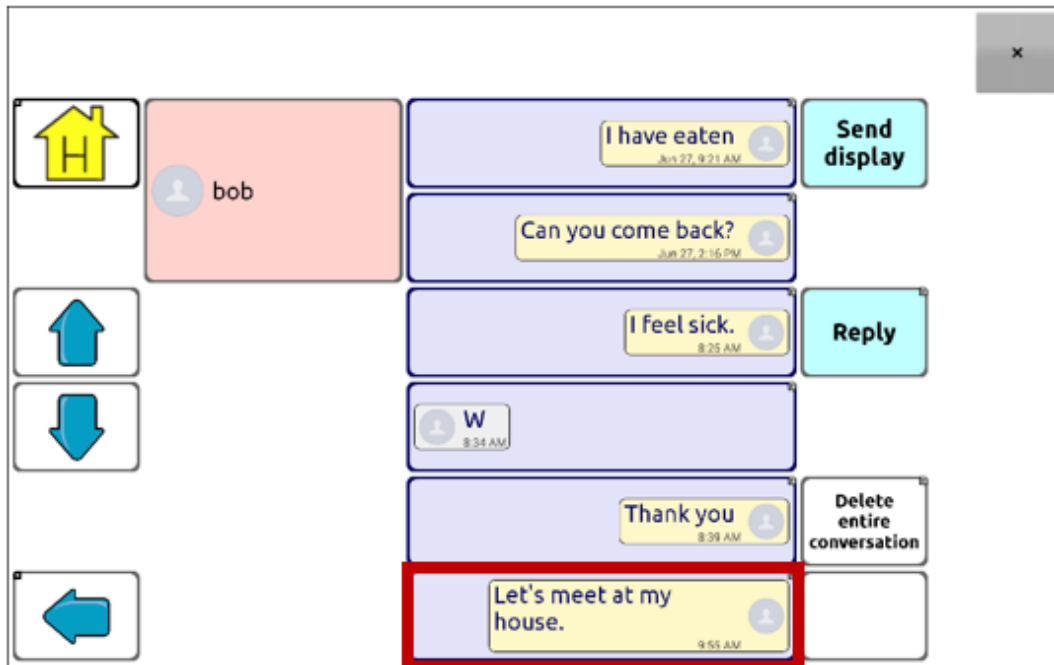 ×
H
bob
I have eaten
Jun 27, 9:21 AM
Send
display
Can you come back?
Jun 27, 2:16 PM
I feel sick.
8:25 AM
Reply
W
8:34 AM
Thank you
8:39 AM
Delete
entire
conversation
Let's meet at my
house.
9:55 AM